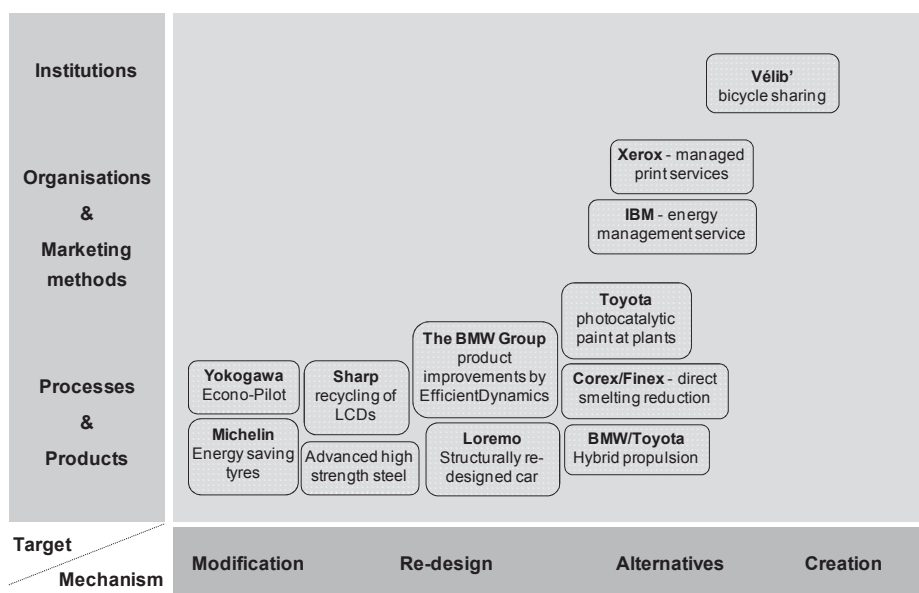 Institutions
Organisations
&
Marketing
methods
Processes
&
Products
Vélib'
bicycle sharing
Xerox - managed
print services
IBM - energy
management service
Toyota
photocatalytic
paint at plants
The BMW Group
product
improvements by
EfficientDynamics
Yokogawa
Econo-Pilot
Sharp
recycling of
LCDs
Corex/Finex - direct
smelting reduction
Michelin
Energy saving
tyres
Advanced high
strength steel
Loremo
Structurally re-
designed car
BMW/Toyota
Hybrid propulsion
Target
Mechanism
Modification
Re-design
Alternatives
Creation